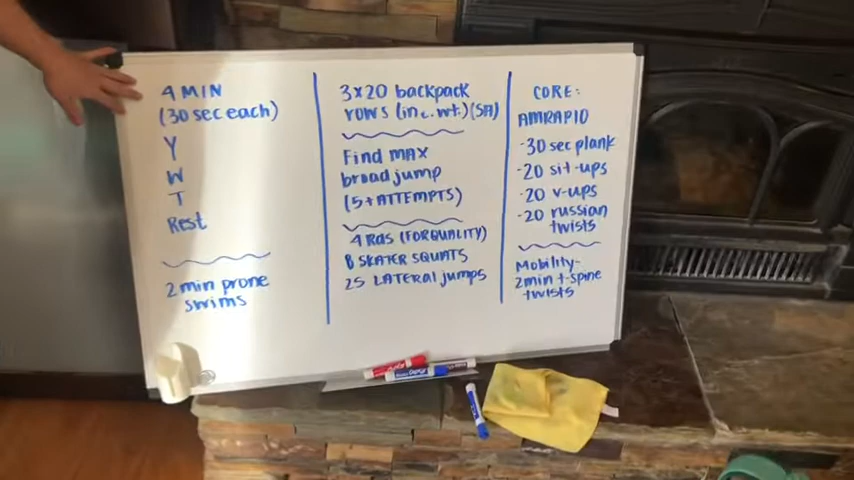 4 MIN
(30 sec each)
Y
W
T
Rest
2 min prone
swims
3x20 backpack
rows (inc. wt.)(SA)
Find MAX
broad jump
(5+ ATTEMPTS)
4 RDS (FOR QUALITY)
8 SKATER SQUATS
25 LATERAL jumps
CORE:
AMRAP10
-30 sec plank
-20 sit-ups
-20 v-ups
-20 russian
twists
Mobility-
2min t-spine
twists